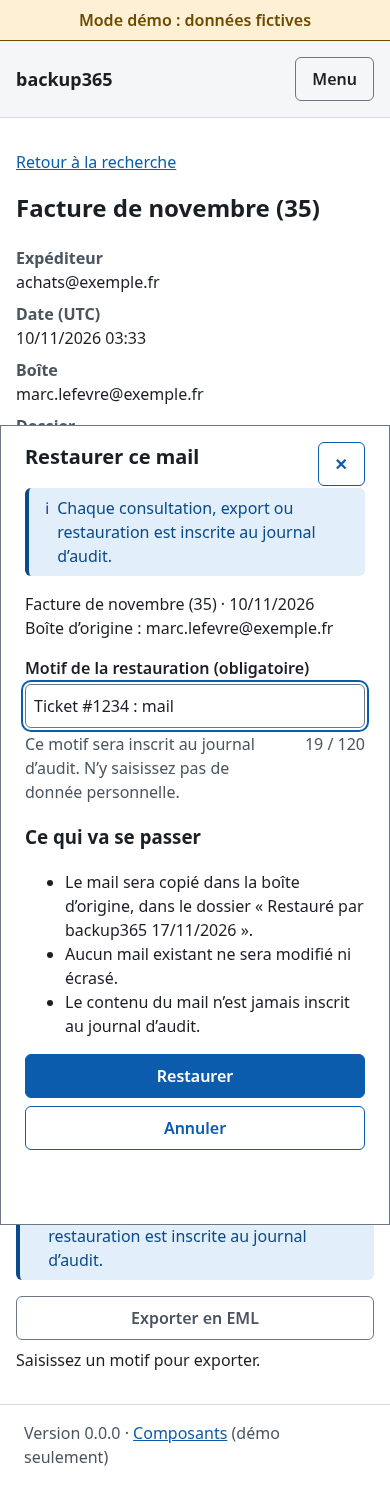 Mode démo : données fictives
backup365
Menu
Retour à la recherche
Facture de novembre (35)
Expéditeur
achats@exemple.fr
Date (UTC)
10/11/2026 03:33
Boîte
marc.lefevre@exemple.fr
Dossier
Restaurer ce mail
×
i Chaque consultation, export ou
restauration est inscrite au journal
d’audit.
Facture de novembre (35) · 10/11/2026
Boîte d’origine : marc.lefevre@exemple.fr
Motif de la restauration (obligatoire)
Ticket #1234 : mail
Ce motif sera inscrit au journal 19 / 120
d’audit. N’y saisissez pas de
donnée personnelle.
Ce qui va se passer
• Le mail sera copié dans la boîte
d’origine, dans le dossier « Restauré par
backup365 17/11/2026 ».
• Aucun mail existant ne sera modifié ni
écrasé.
• Le contenu du mail n’est jamais inscrit
au journal d’audit.
Restaurer
Annuler
restauration est inscrite au journal
d’audit.
Exporter en EML
Saisissez un motif pour exporter.
Version 0.0.0 · Composants (démo
seulement)